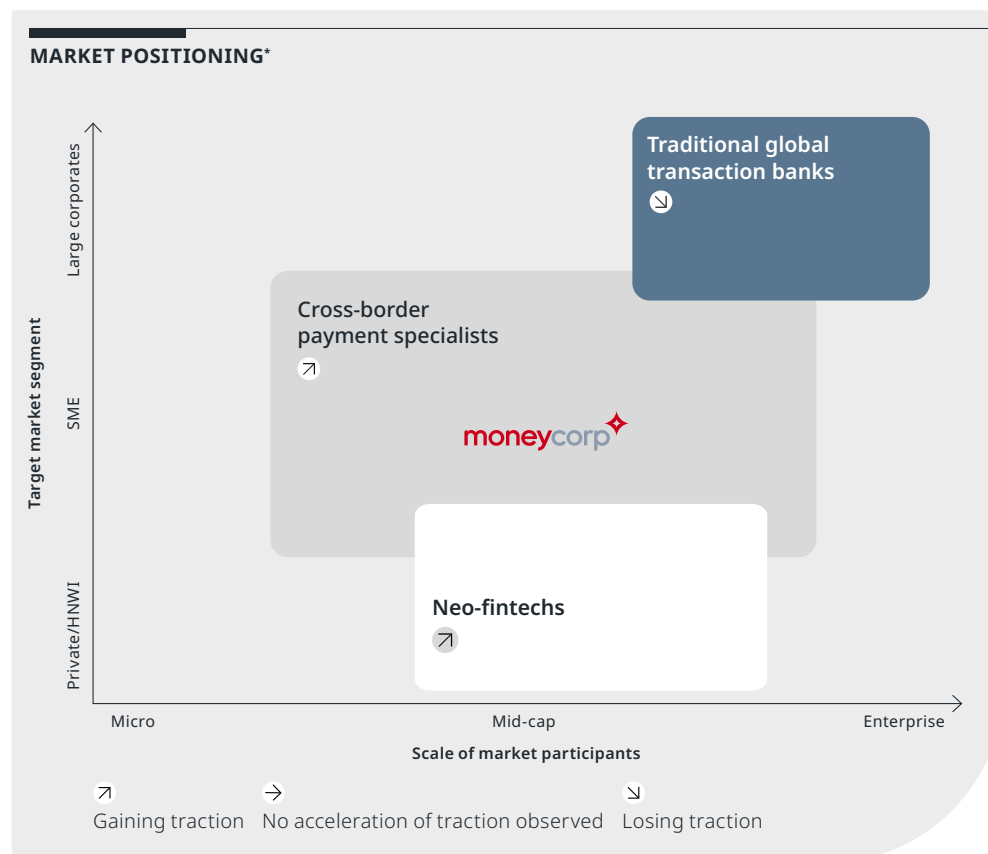 MARKET POSITIONING*
Traditional global
transaction banks
Large corporates
Cross-border
payment specialists
Target market segment
SME
moneycorp
Neo-fintechs
Private/HNWI
Micro
Mid-cap
Enterprise
Scale of market participants
Gaining traction
No acceleration of traction observed
Losing traction